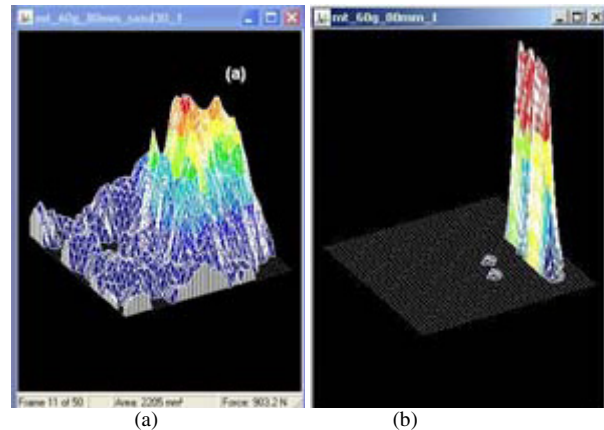 mt_60g_80mm_sand30_1
mt_60g_80mm_1
(a)
Frame 11 of 50 Area: 2205 mm² Force: 903.2 N
(a) (b)